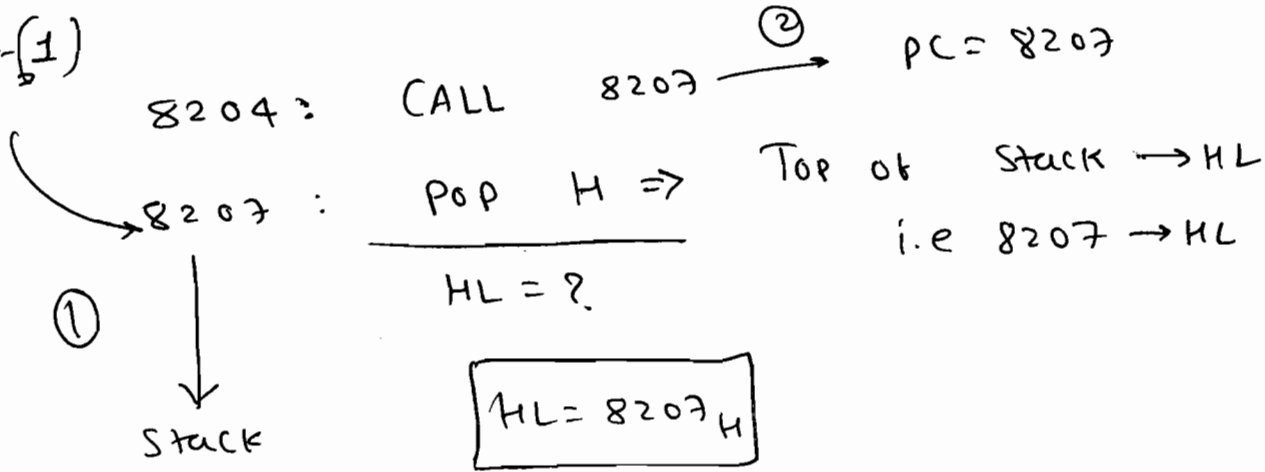 -(1)
8204 : CALL 8207 ② → PC = 8207
8207 : POP H ⇒ Top of Stack → HL
i.e 8207 → HL
HL = ?
①
HL = 8207H
Stack